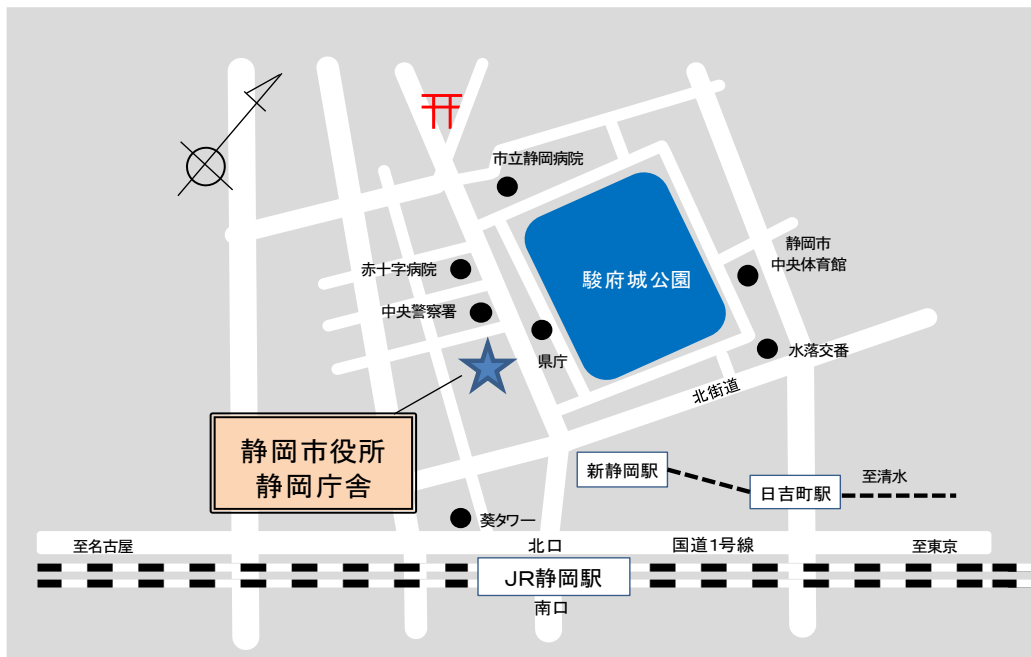 市立静岡病院
静岡市
中央体育館
赤十字病院
駿府城公園
中央警察署
水落交番
県庁
北街道
静岡市役所
静岡庁舎
新静岡駅
日吉町駅
至清水
葵タワー
至名古屋
北口
国道1号線
至東京
JR静岡駅
南口